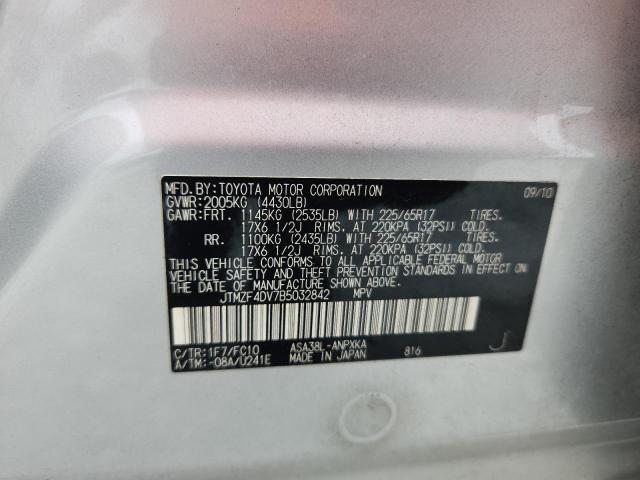 MFD. BY: TOYOTA MOTOR CORPORATION 09/10
GVWR: 2005KG (4430LB)
GAWR: FRT. 1145KG (2535LB) WITH 225/65R17 TIRES.
17X6 1/2J RIMS, AT 220KPA (32PSI) COLD.
RR. 1100KG (2435LB) WITH 225/65R17 TIRES.
17X6 1/2J RIMS, AT 220KPA (32PSI) COLD.
THIS VEHICLE CONFORMS TO ALL APPLICABLE FEDERAL MOTOR
VEHICLE SAFETY AND THEFT PREVENTION STANDARDS IN EFFECT ON
THE DATE OF MANUFACTURE SHOWN ABOVE.
JTMZF4DV7B5032842 MPV
C/TR: 1F7/FC10 ASA38L-ANPXKA 816
A/TM: -08A/U241E MADE IN JAPAN
J